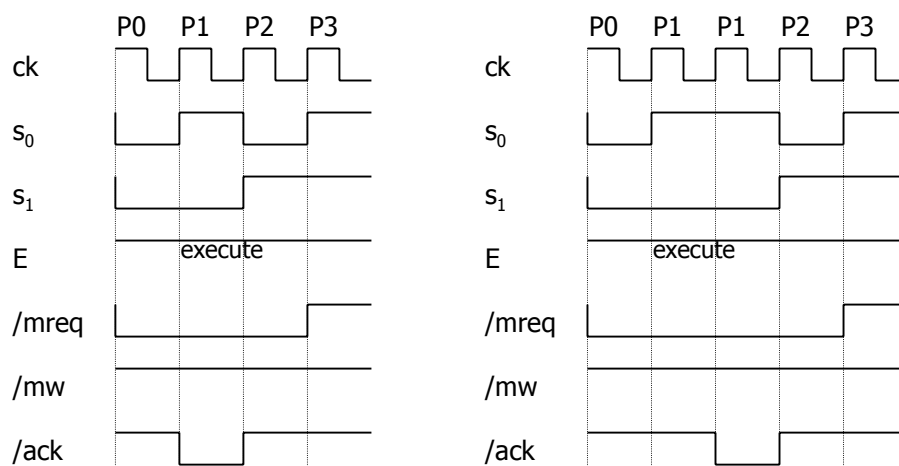 P0 P1 P2 P3
ck
s0
s1
E
execute
/mreq
/mw
/ack
P0 P1 P1 P2 P3
ck
s0
s1
E
execute
/mreq
/mw
/ack